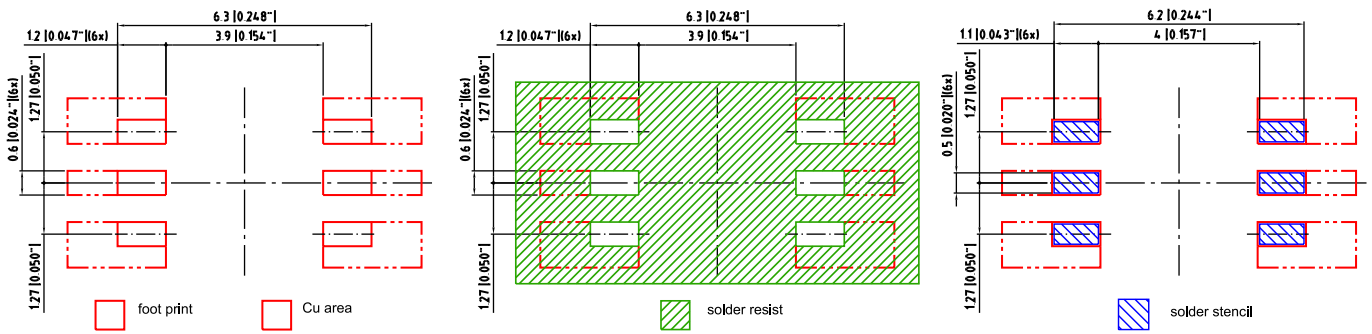 6.3 |0.248"|
1.2 |0.047"|(6x)
3.9 |0.154"|
0.6 |0.024"|(6x)
1.27 |0.050"|
1.27 |0.050"|
foot print
Cu area
6.3 |0.248"|
1.2 |0.047"|(6x)
3.9 |0.154"|
0.6 |0.024"|(6x)
1.27 |0.050"|
1.27 |0.050"|
solder resist
6.2 |0.244"|
1.1 |0.043"|(6x)
4 |0.157"|
0.5 |0.020"|(6x)
1.27 |0.050"|
1.27 |0.050"|
solder stencil